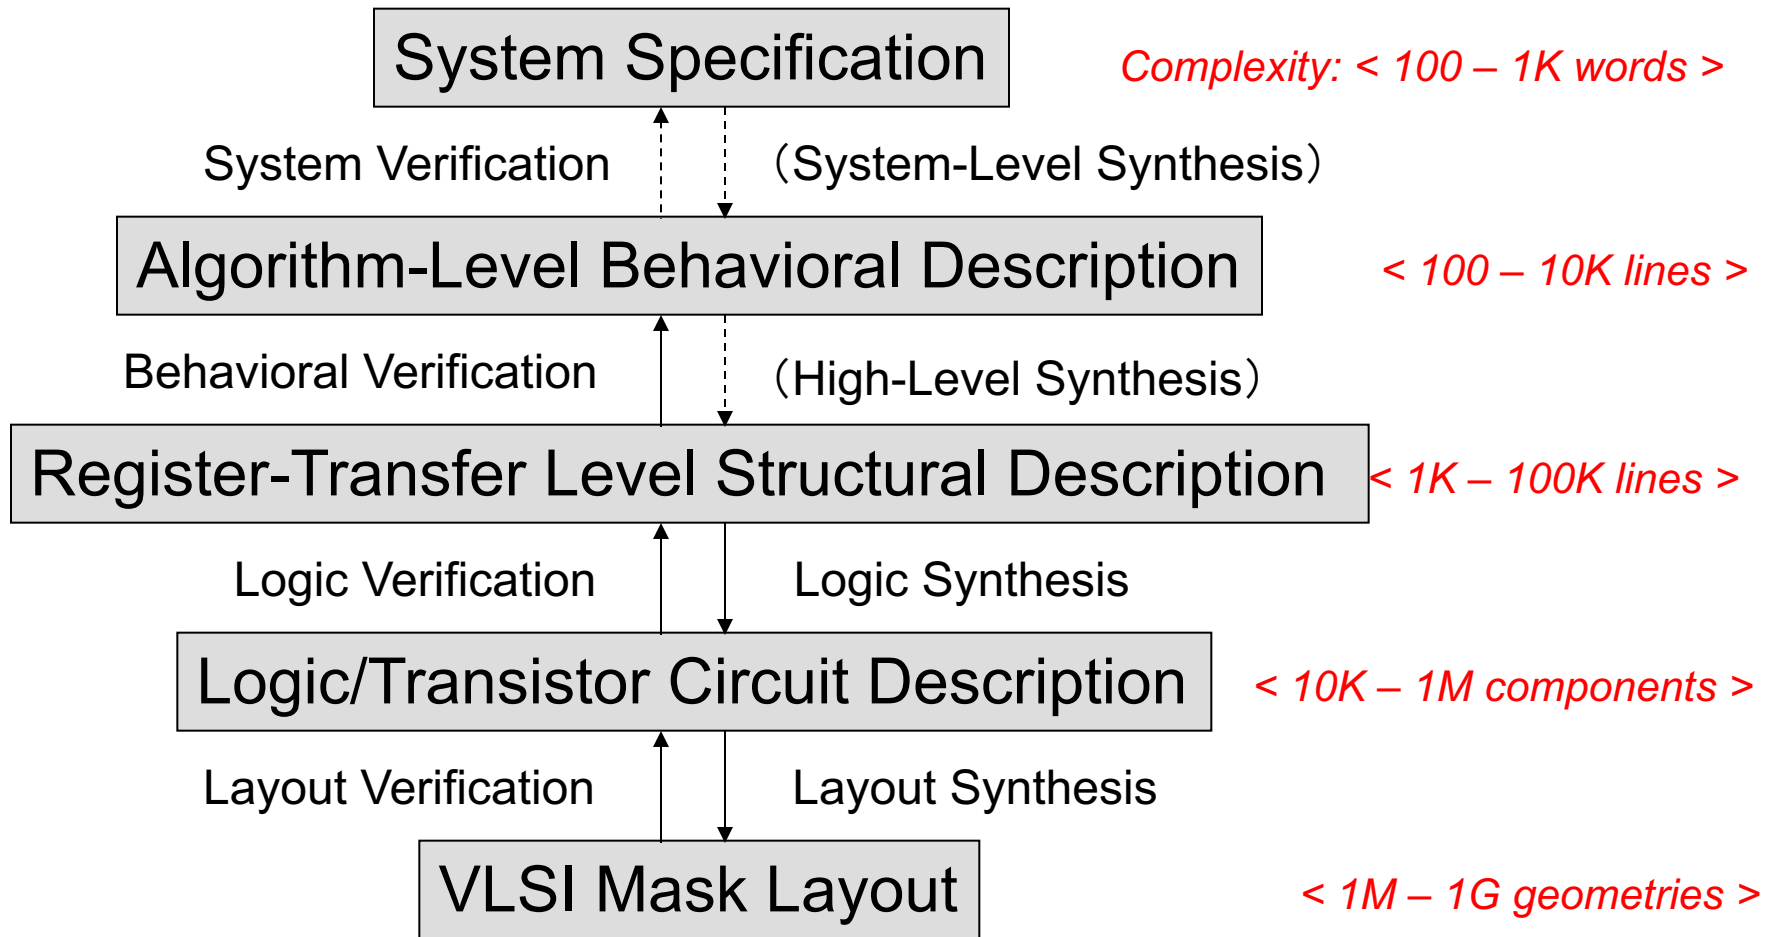 System Specification
Complexity: < 100 – 1K words >
System Verification
（System-Level Synthesis）
Algorithm-Level Behavioral Description
< 100 – 10K lines >
Behavioral Verification
（High-Level Synthesis）
Register-Transfer Level Structural Description
< 1K – 100K lines >
Logic Verification
Logic Synthesis
Logic/Transistor Circuit Description
< 10K – 1M components >
Layout Verification
Layout Synthesis
VLSI Mask Layout
< 1M – 1G geometries >